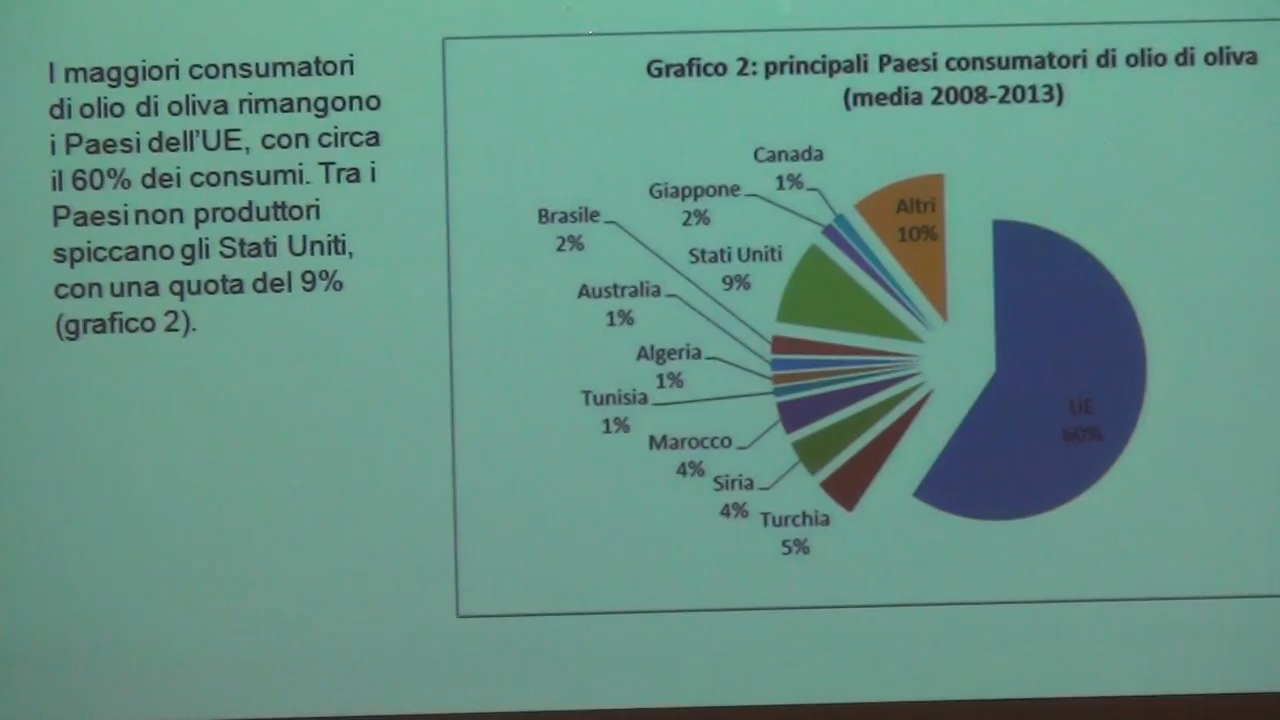 I maggiori consumatori
di olio di oliva rimangono
i Paesi dell'UE, con circa
il 60% dei consumi. Tra i
Paesi non produttori
spiccano gli Stati Uniti,
con una quota del 9%
(grafico 2).
Grafico 2: principali Paesi consumatori di olio di oliva
(media 2008-2013)
Canada
1%
Giappone
2%
Brasile
2%
Altri
10%
Stati Uniti
9%
Australia
1%
Algeria
1%
Tunisia
1%
Marocco
4%
Siria
4%
Turchia
5%
UE
60%